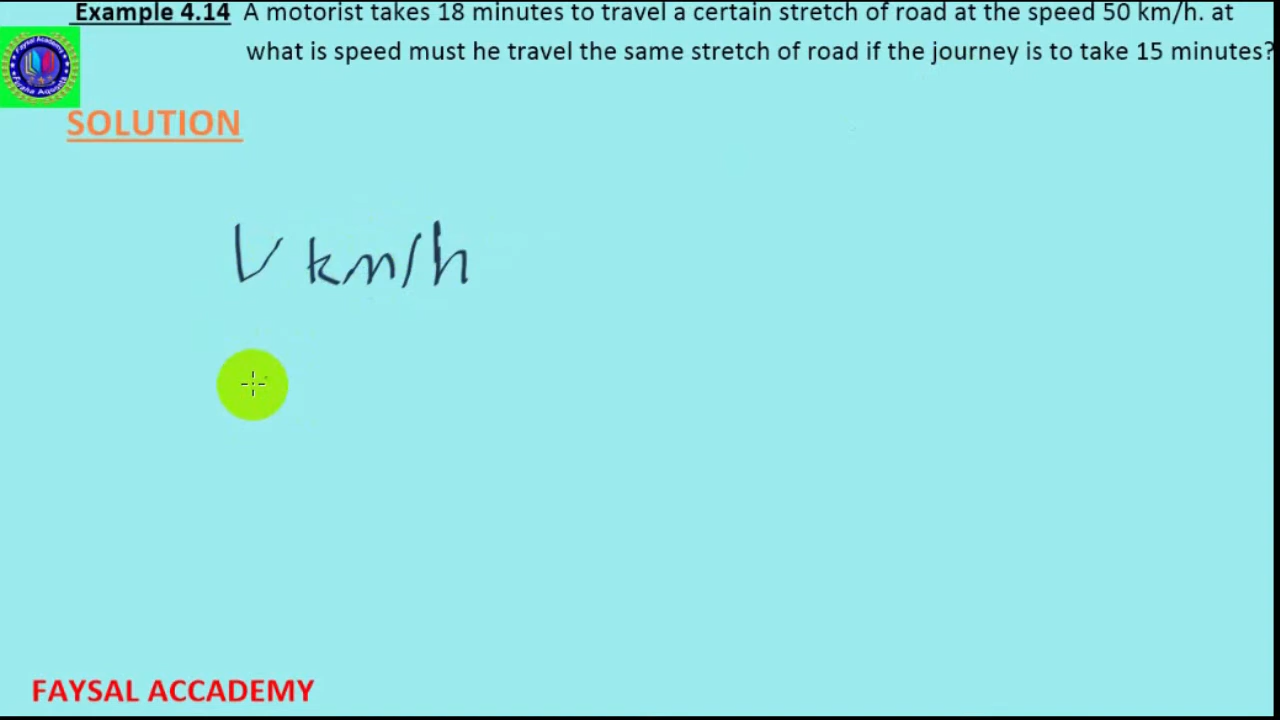 Example 4.14 A motorist takes 18 minutes to travel a certain stretch of road at the speed 50 km/h. at
what is speed must he travel the same stretch of road if the journey is to take 15 minutes?
Faysal Academy
SOLUTION
V km/h
FAYSAL ACCADEMY